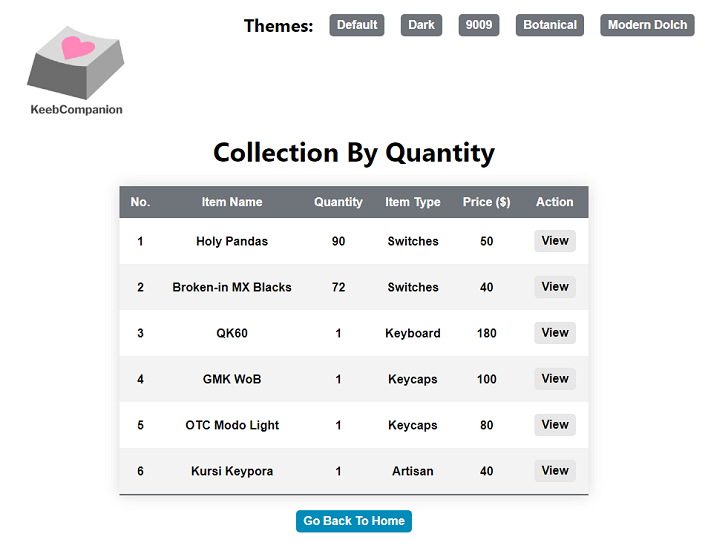 Themes: Default Dark 9009 Botanical Modern Dolch
KeebCompanion
Collection By Quantity
No. Item Name Quantity Item Type Price ($) Action
1 Holy Pandas 90 Switches 50 View
2 Broken-in MX Blacks 72 Switches 40 View
3 QK60 1 Keyboard 180 View
4 GMK WoB 1 Keycaps 100 View
5 OTC Modo Light 1 Keycaps 80 View
6 Kursi Keypora 1 Artisan 40 View
Go Back To Home